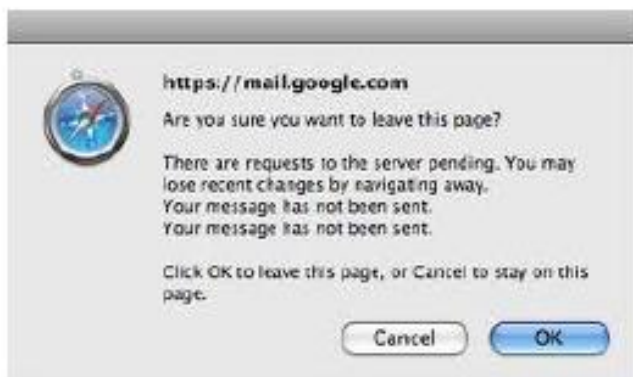 https://mail.google.com
Are you sure you want to leave this page?
There are requests to the server pending. You may
lose recent changes by navigating away.
Your message has not been sent.
Your message has not been sent.
Click OK to leave this page, or Cancel to stay on this
page.
Cancel
OK